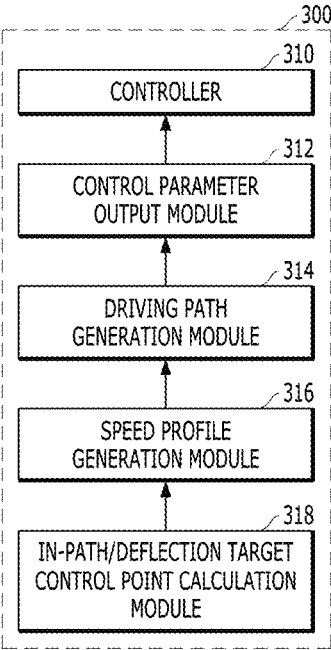 300
310
CONTROLLER
312
CONTROL PARAMETER
OUTPUT MODULE
314
DRIVING PATH
GENERATION MODULE
316
SPEED PROFILE
GENERATION MODULE
318
IN-PATH/DEFLECTION TARGET
CONTROL POINT CALCULATION
MODULE